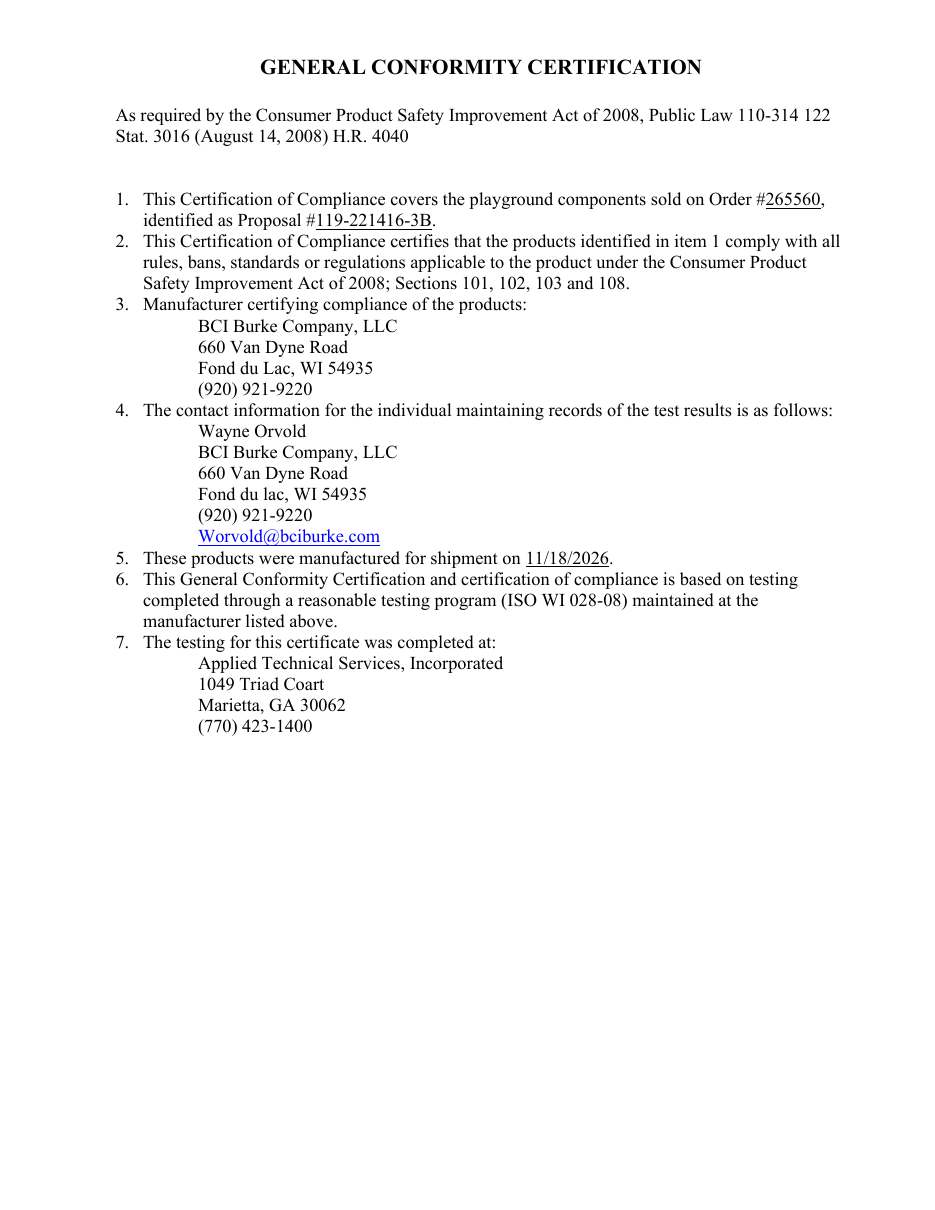 GENERAL CONFORMITY CERTIFICATION
As required by the Consumer Product Safety Improvement Act of 2008, Public Law 110-314 122
Stat. 3016 (August 14, 2008) H.R. 4040
1. This Certification of Compliance covers the playground components sold on Order #265560,
identified as Proposal #119-221416-3B.
2. This Certification of Compliance certifies that the products identified in item 1 comply with all
rules, bans, standards or regulations applicable to the product under the Consumer Product
Safety Improvement Act of 2008; Sections 101, 102, 103 and 108.
3. Manufacturer certifying compliance of the products:
BCI Burke Company, LLC
660 Van Dyne Road
Fond du Lac, WI 54935
(920) 921-9220
4. The contact information for the individual maintaining records of the test results is as follows:
Wayne Orvold
BCI Burke Company, LLC
660 Van Dyne Road
Fond du lac, WI 54935
(920) 921-9220
Worvold@bciburke.com
5. These products were manufactured for shipment on 11/18/2026.
6. This General Conformity Certification and certification of compliance is based on testing
completed through a reasonable testing program (ISO WI 028-08) maintained at the
manufacturer listed above.
7. The testing for this certificate was completed at:
Applied Technical Services, Incorporated
1049 Triad Coart
Marietta, GA 30062
(770) 423-1400